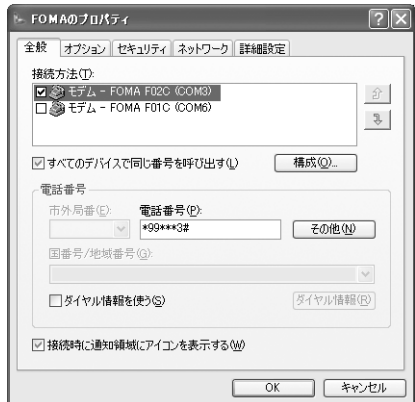 FOMAのプロパティ
全般 オプション セキュリティ ネットワーク 詳細設定
接続方法(T):
モデム - FOMA F02C (COM3)
モデム - FOMA F01C (COM6)
すべてのデバイスで同じ番号を呼び出す(L) 構成(O)...
電話番号
市外局番(E): 電話番号(P):
*99***3# その他(N)
国番号/地域番号(G):
ダイヤル情報を使う(S) ダイヤル情報(R)
接続時に通知領域にアイコンを表示する(W)
OK キャンセル